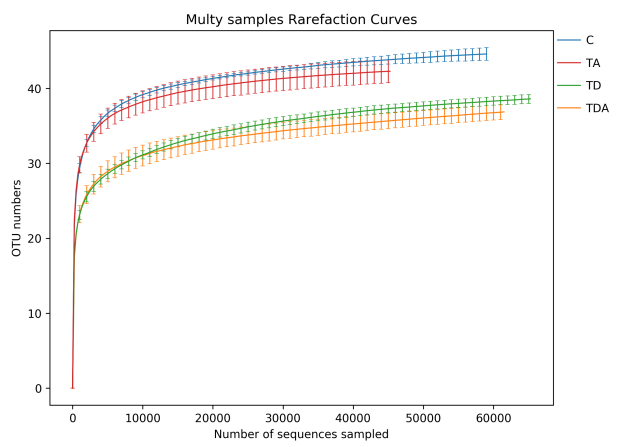 Multy samples Rarefaction Curves
C
TA
TD
TDA
OTU numbers
40
30
20
10
0
0 10000 20000 30000 40000 50000 60000
Number of sequences sampled